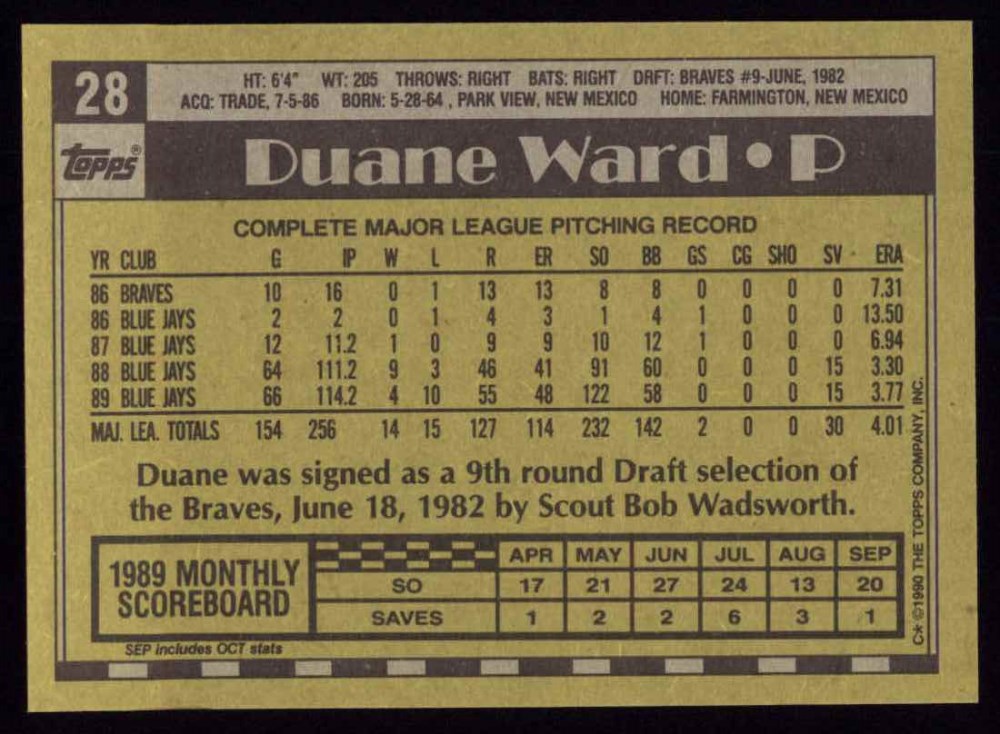 28
HT: 6'4" WT: 205 THROWS: RIGHT BATS: RIGHT DRFT: BRAVES #9-JUNE, 1982
ACQ: TRADE, 7-5-86 BORN: 5-28-64 , PARK VIEW, NEW MEXICO HOME: FARMINGTON, NEW MEXICO
Topps®
Duane Ward • P
COMPLETE MAJOR LEAGUE PITCHING RECORD
YR CLUB G IP W L R ER SO BB GS CG SHO SV ERA
86 BRAVES 10 16 0 1 13 13 8 8 0 0 0 0 7.31
86 BLUE JAYS 2 2 0 1 4 3 1 4 1 0 0 0 13.50
87 BLUE JAYS 12 11.2 1 0 9 9 10 12 1 0 0 0 6.94
88 BLUE JAYS 64 111.2 9 3 46 41 91 60 0 0 0 15 3.30
89 BLUE JAYS 66 114.2 4 10 55 48 122 58 0 0 0 15 3.77
MAJ. LEA. TOTALS 154 256 14 15 127 114 232 142 2 0 0 30 4.01
Duane was signed as a 9th round Draft selection of
the Braves, June 18, 1982 by Scout Bob Wadsworth.
1989 MONTHLY
SCOREBOARD
APR MAY JUN JUL AUG SEP
SO 17 21 27 24 13 20
SAVES 1 2 2 6 3 1
SEP includes OCT stats
C* ©1990 THE TOPPS COMPANY, INC.